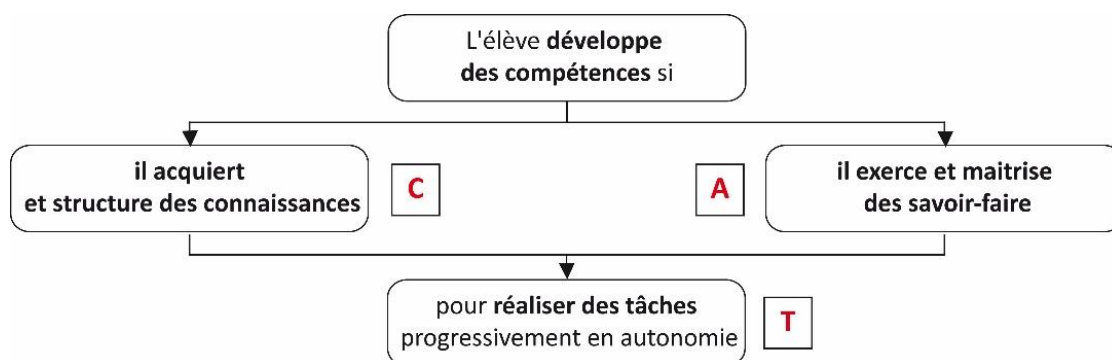 L'élève développe
des compétences si
il acquiert
et structure des connaissances
C
A
il exerce et maitrise
des savoir-faire
pour réaliser des tâches
progressivement en autonomie
T